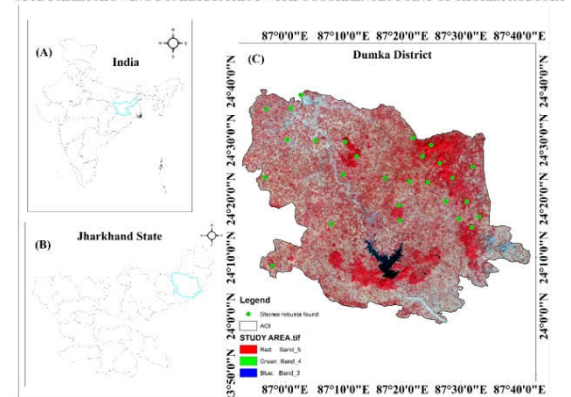 (A)
India
(B)
Jharkhand State
(C)
Dumka District
87°0'0"E 87°10'0"E 87°20'0"E 87°30'0"E 87°40'0"E
24°40'0"N
24°30'0"N
24°20'0"N
24°10'0"N
24°0'0"N
23°50'0"N
Legend
Shorea robusta found
AOI
STUDY AREA.tif
Red: Band_5
Green: Band_4
Blue: Band_3
87°0'0"E 87°10'0"E 87°20'0"E 87°30'0"E 87°40'0"E